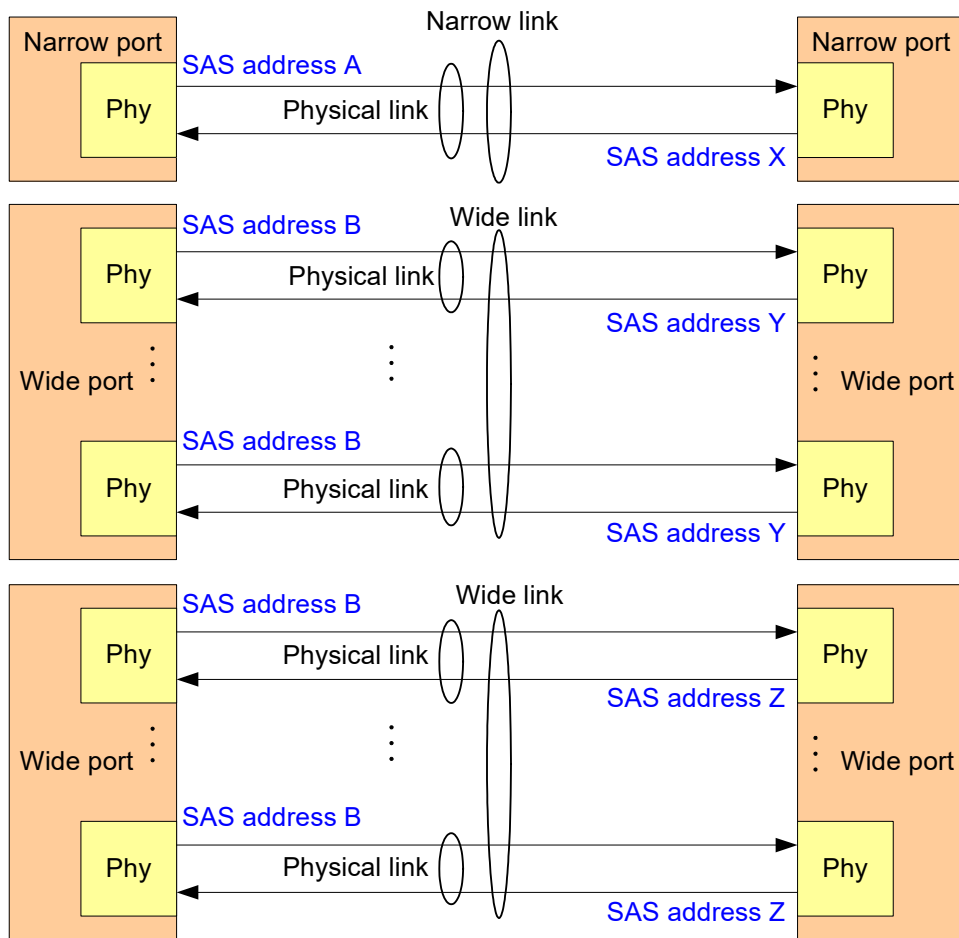 Narrow link
Narrow port
Narrow port
SAS address A
Phy
Physical link
Phy
SAS address X
Wide link
SAS address B
Phy
Physical link
Phy
SAS address Y
Wide port
Wide port
SAS address B
Phy
Physical link
Phy
SAS address Y
Wide link
SAS address B
Phy
Physical link
Phy
SAS address Z
Wide port
Wide port
SAS address B
Phy
Physical link
Phy
SAS address Z